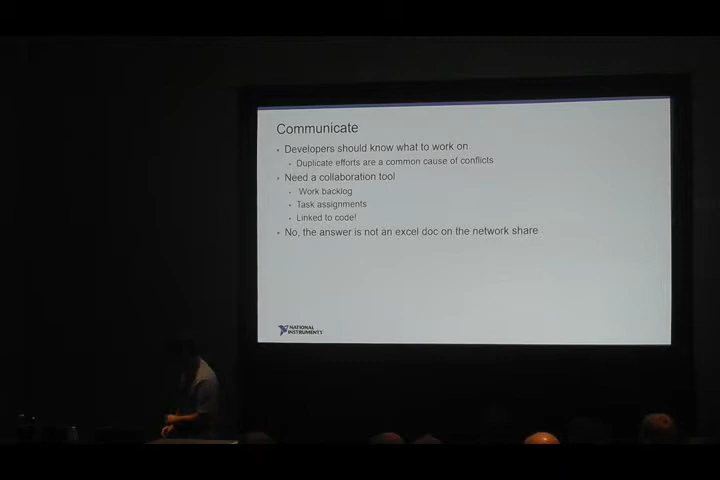 Communicate
• Developers should know what to work on
• Duplicate efforts are a common cause of conflicts
• Need a collaboration tool
• Work backlog
• Task assignments
• Linked to code!
• No, the answer is not an excel doc on the network share
NATIONAL
INSTRUMENTS